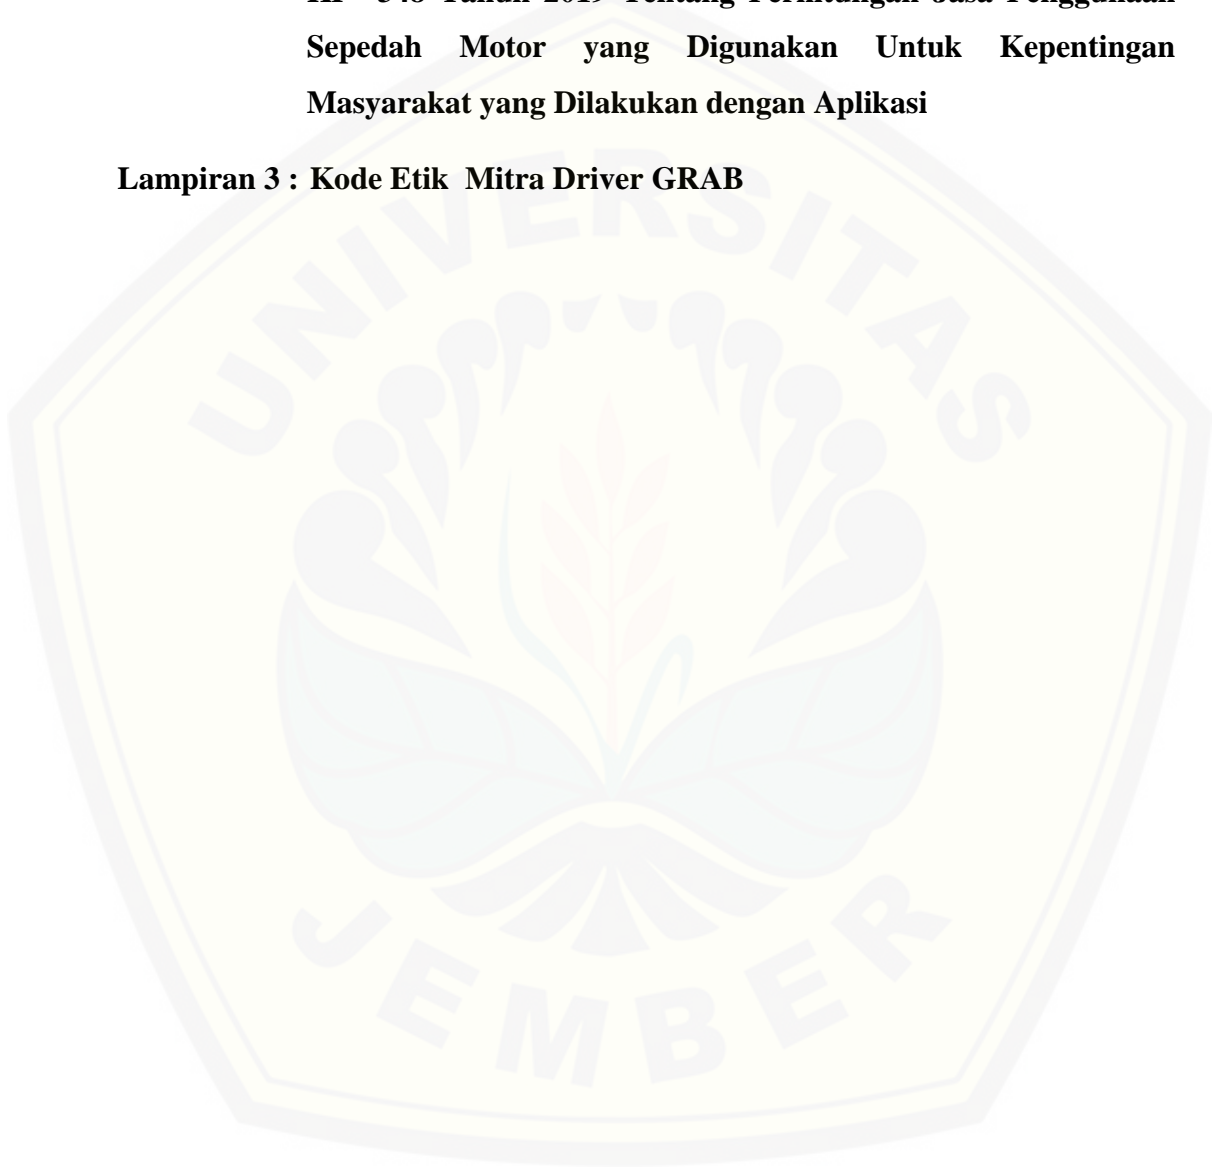 KP 348 Tahun 2019 Tentang Perhitungan Jasa Penggunaan
Sepedah Motor yang Digunakan Untuk Kepentingan
Masyarakat yang Dilakukan dengan Aplikasi
Lampiran 3 : Kode Etik Mitra Driver GRAB
UNIVERSITAS
JEMBER